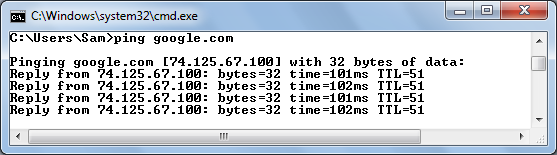 C:\Windows\system32\cmd.exe
C:\Users\Sam>ping google.com
Pinging google.com [74.125.67.100] with 32 bytes of data:
Reply from 74.125.67.100: bytes=32 time=101ms TTL=51
Reply from 74.125.67.100: bytes=32 time=102ms TTL=51
Reply from 74.125.67.100: bytes=32 time=101ms TTL=51
Reply from 74.125.67.100: bytes=32 time=102ms TTL=51